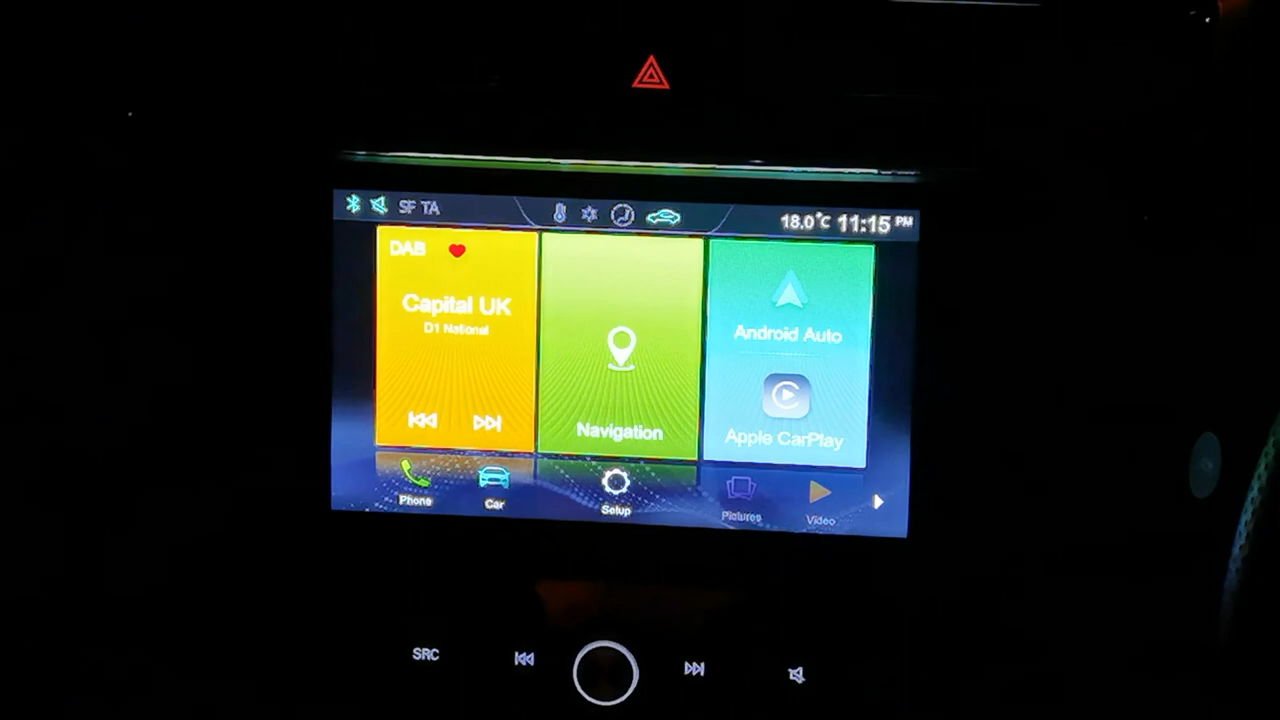 SF TA
18.0°C 11:15 PM
DAB
Capital UK
D1 National
Navigation
Android Auto
Apple CarPlay
Phone
Car
Setup
Pictures
Video
SRC